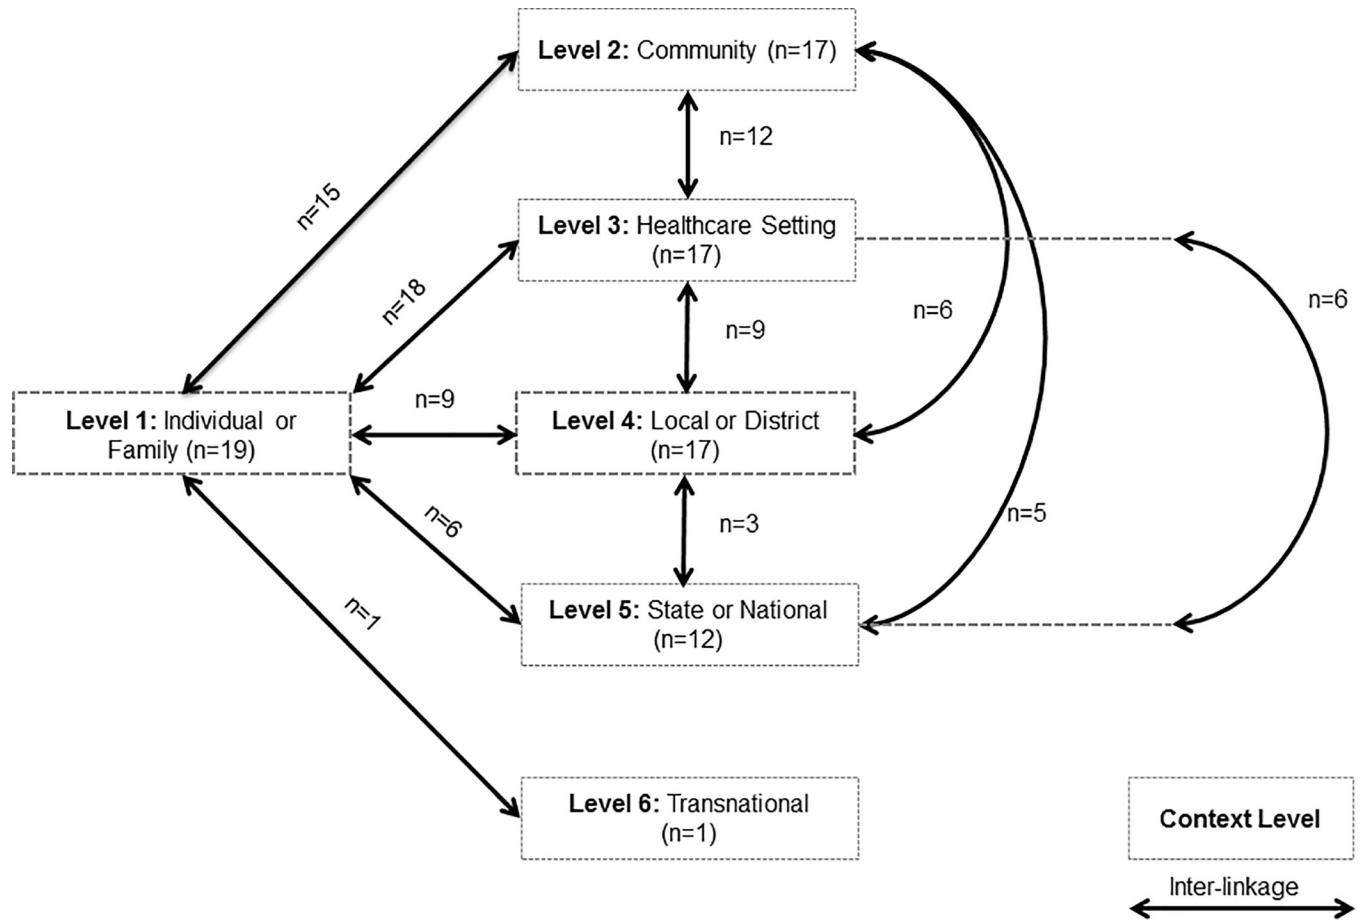 Level 2: Community (n=17)
n=12
n=15
Level 3: Healthcare Setting
(n=17)
n=18
n=9
n=6
n=6
n=9
Level 1: Individual or
Family (n=19)
Level 4: Local or District
(n=17)
n=6
n=3
n=5
n=1
Level 5: State or National
(n=12)
Level 6: Transnational
(n=1)
Context Level
Inter-linkage